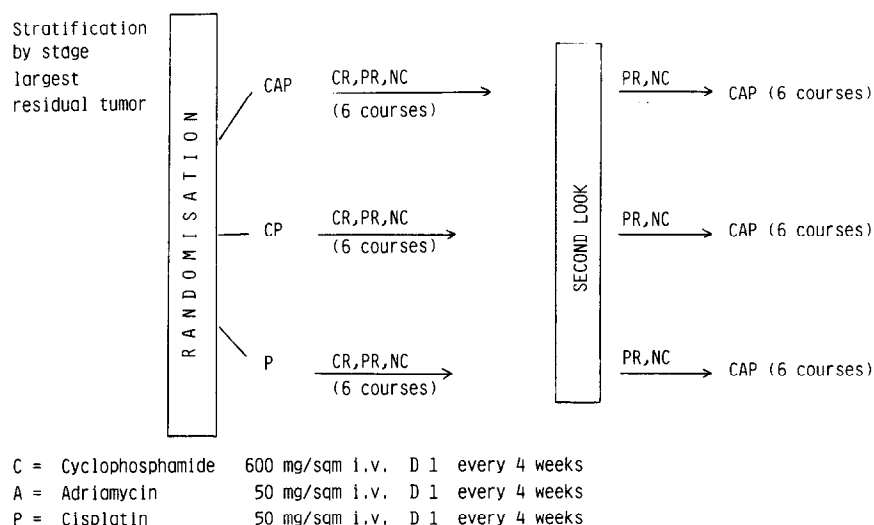 Stratification
by stage
largest
residual tumor
RANDOMISATION
CAP
CR,PR,NC
(6 courses)
SECOND LOOK
PR,NC
CAP (6 courses)
CP
CR,PR,NC
(6 courses)
PR,NC
CAP (6 courses)
P
CR,PR,NC
(6 courses)
PR,NC
CAP (6 courses)
C = Cyclophosphamide 600 mg/sqm i.v. D 1 every 4 weeks
A = Adriamycin 50 mg/sqm i.v. D 1 every 4 weeks
P = Cisplatin 50 mg/sqm i.v. D 1 every 4 weeks